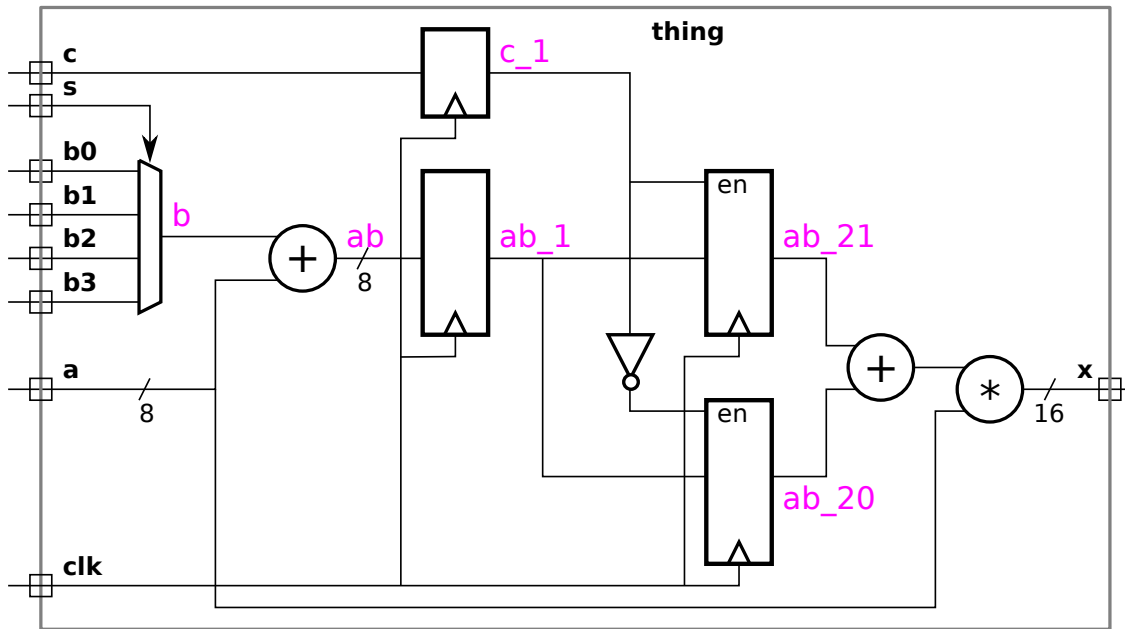 thing
c
c_1
s
b0
b1
b2
b3
b
+
ab
8
ab_1
en
ab_21
a
8
+
*
x
16
en
ab_20
clk